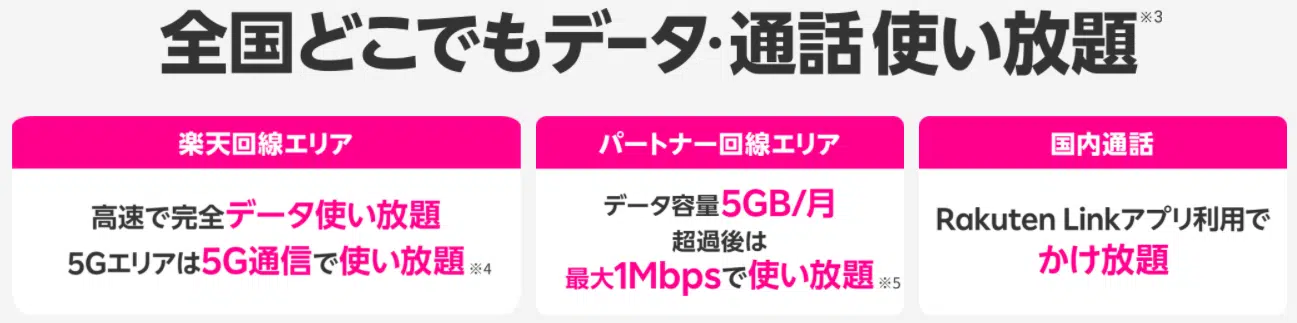 全国どこでもデータ・通話 使い放題※3
楽天回線エリア
高速で完全データ使い放題
5Gエリアは5G通信で使い放題※4
パートナー回線エリア
データ容量5GB/月
超過後は
最大1Mbpsで使い放題※5
国内通話
Rakuten Linkアプリ利用で
かけ放題